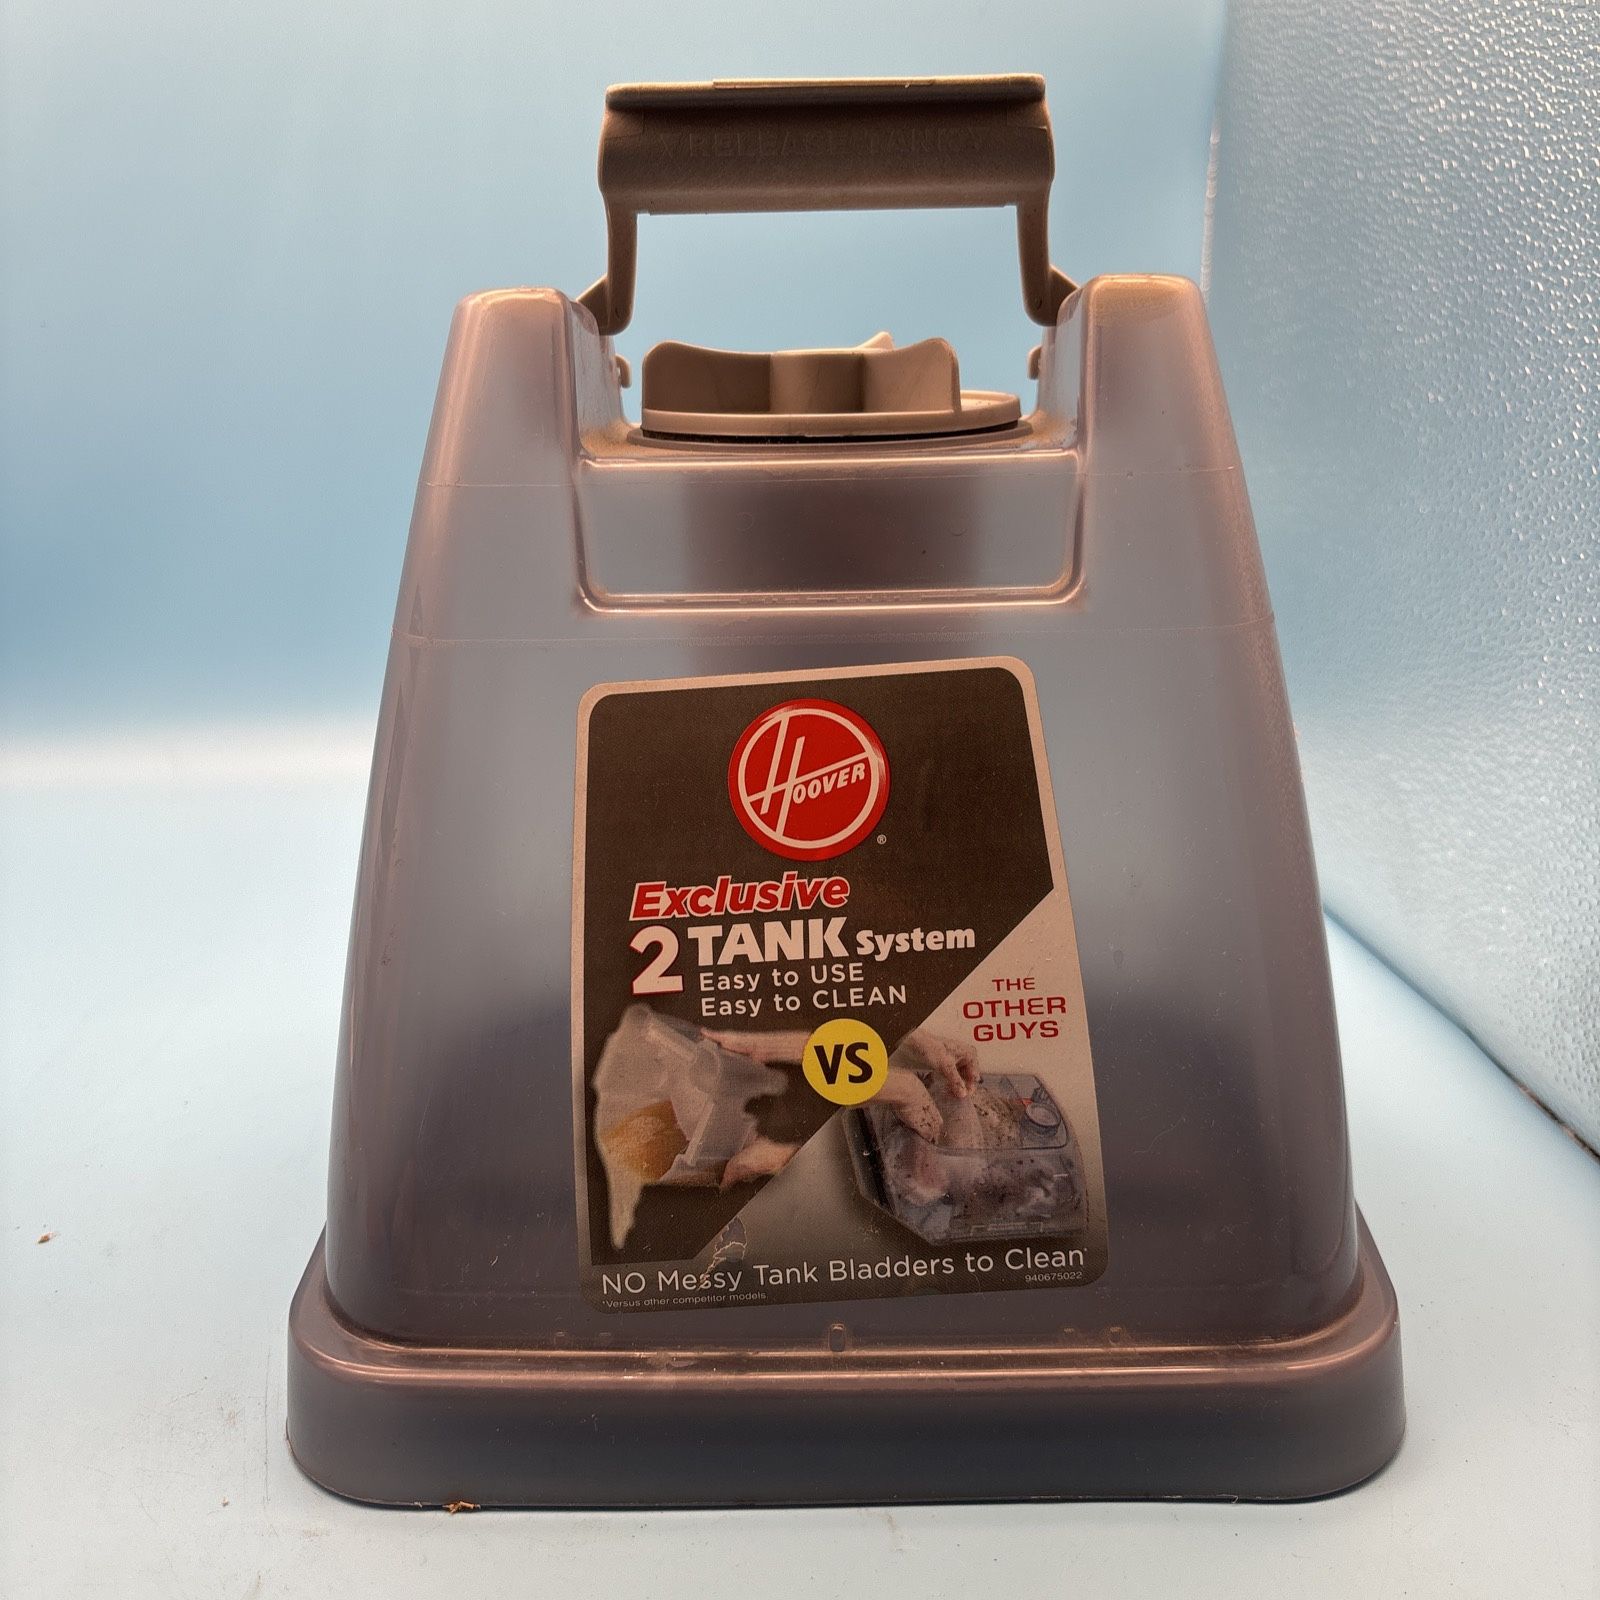 RELEASE TANK
HOOVER
®
Exclusive
2 TANK System
Easy to USE
Easy to CLEAN
THE
OTHER
GUYS
VS
NO Messy Tank Bladders to Clean*
940675022
*Versus other competitor models.